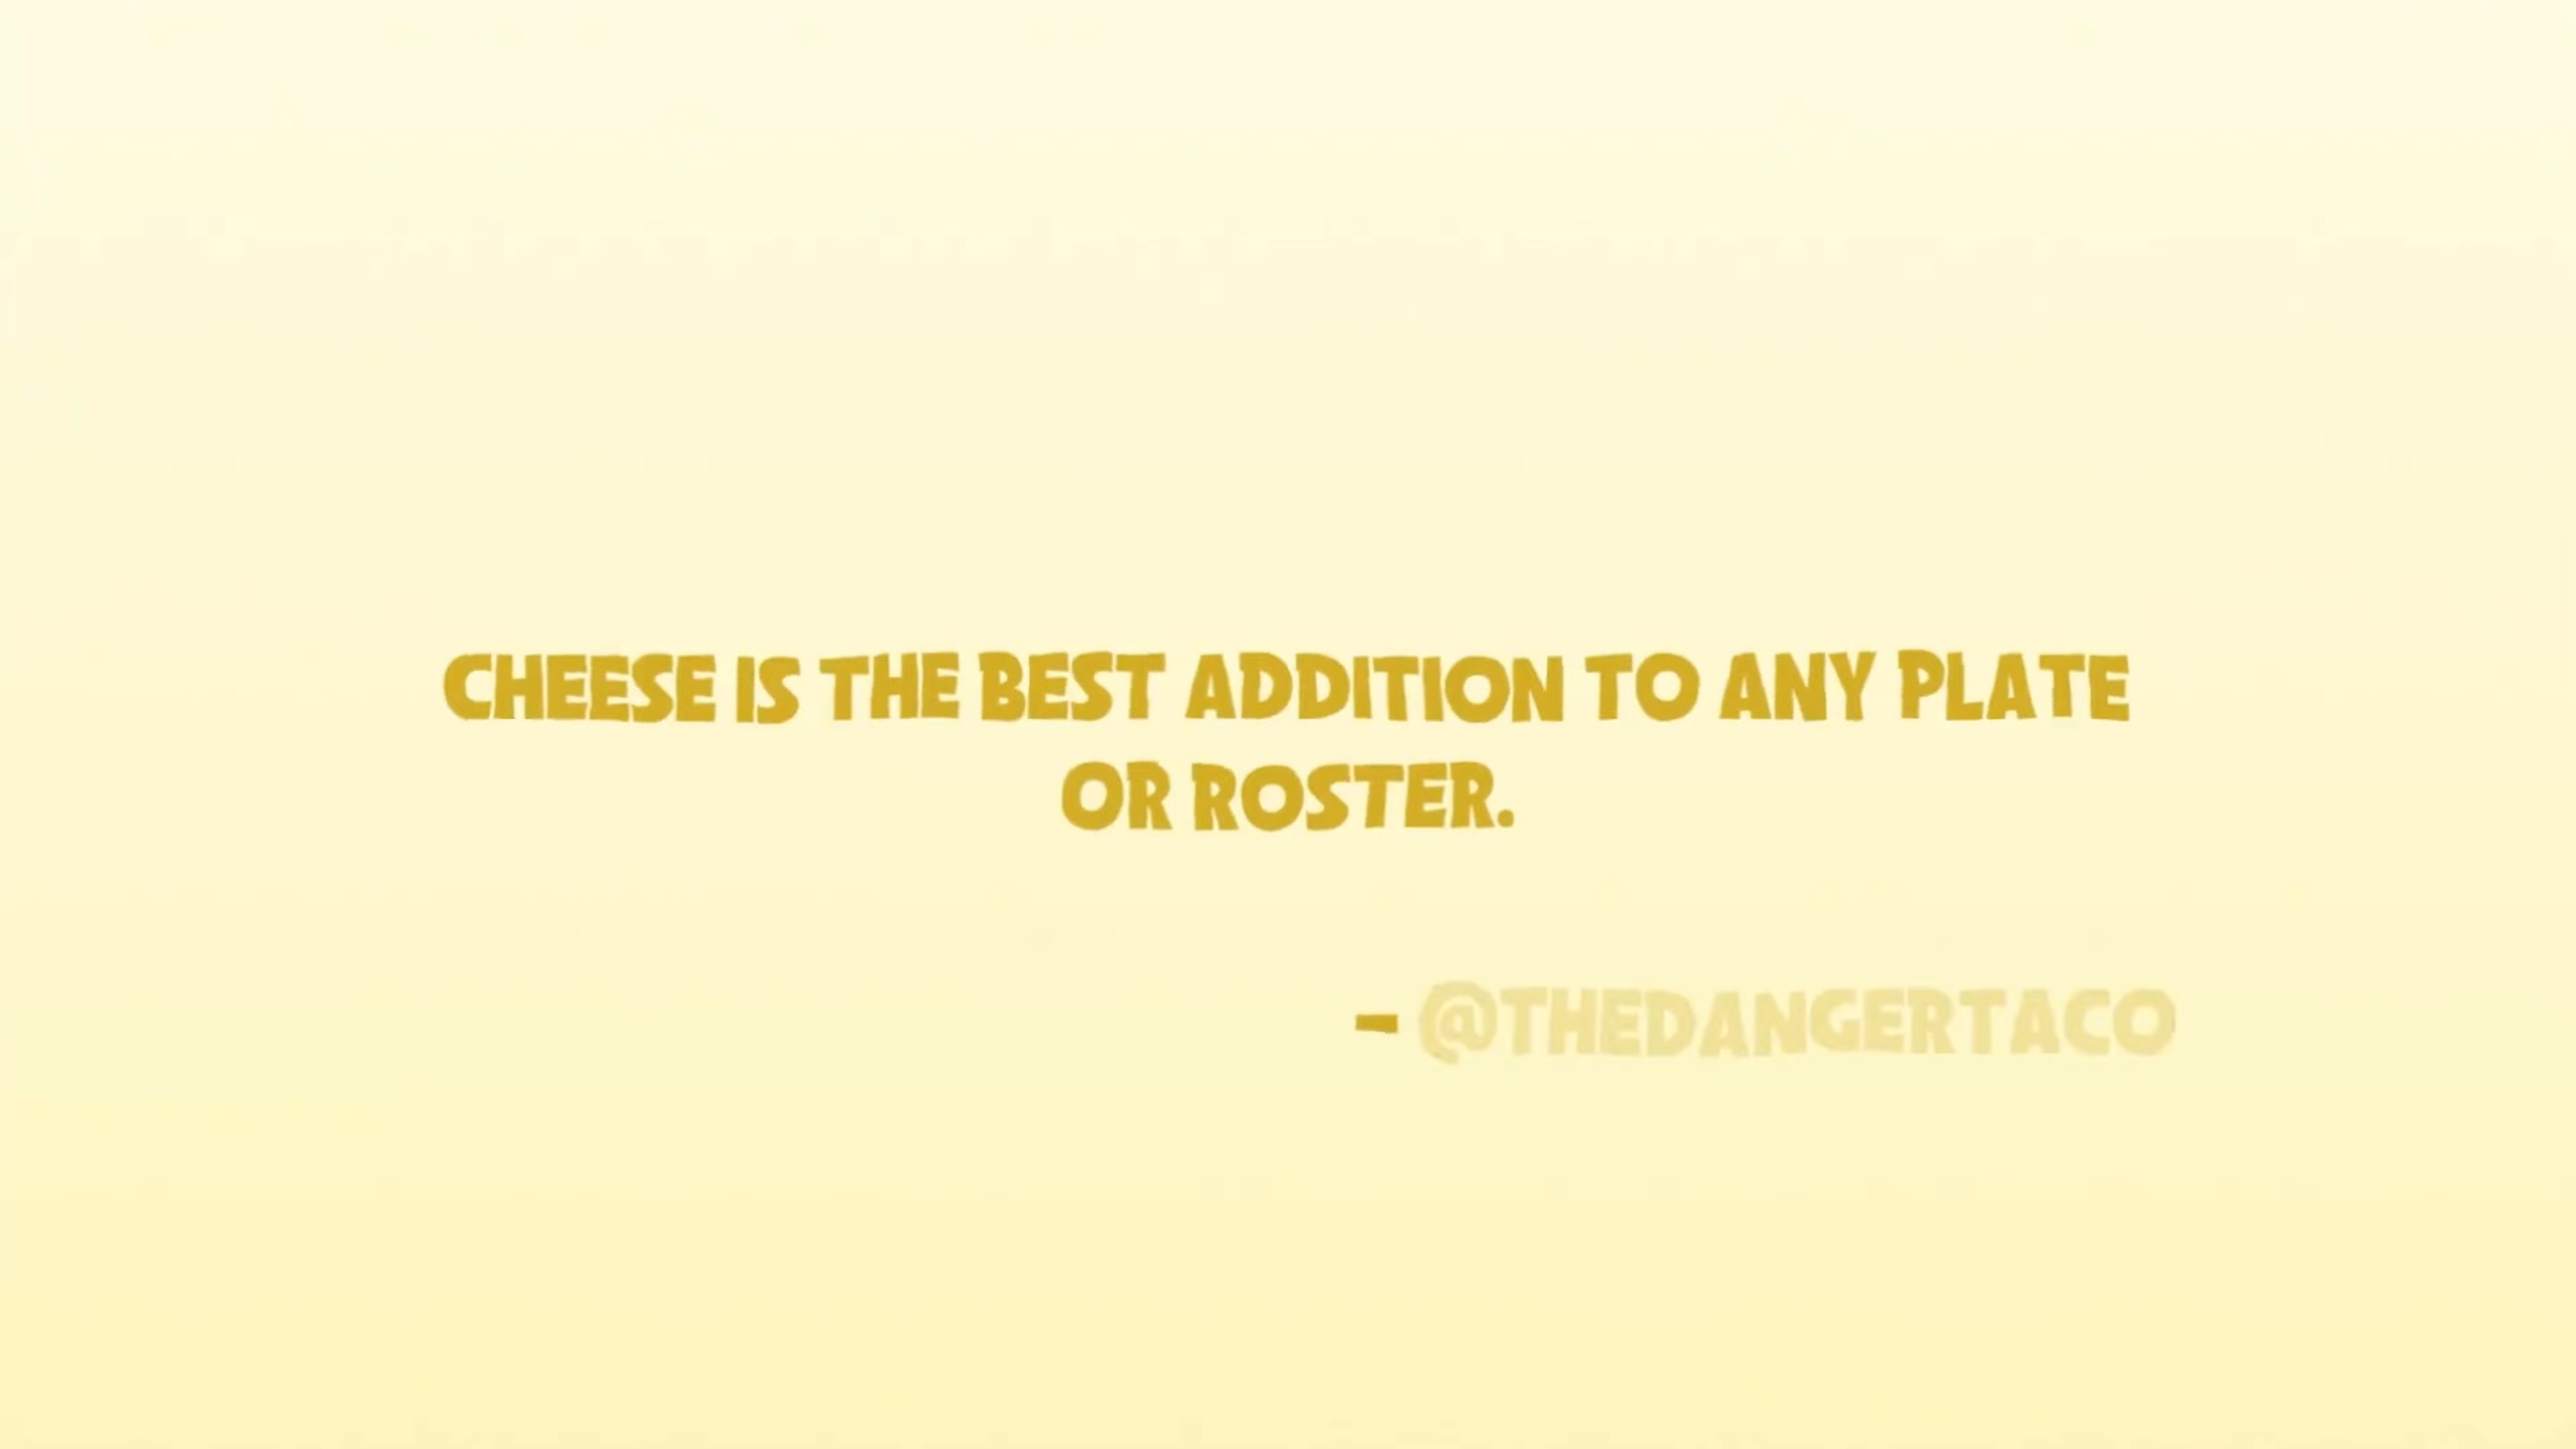 CHEESE IS THE BEST ADDITION TO ANY PLATE
OR ROSTER.
- @THEDANGERTACO